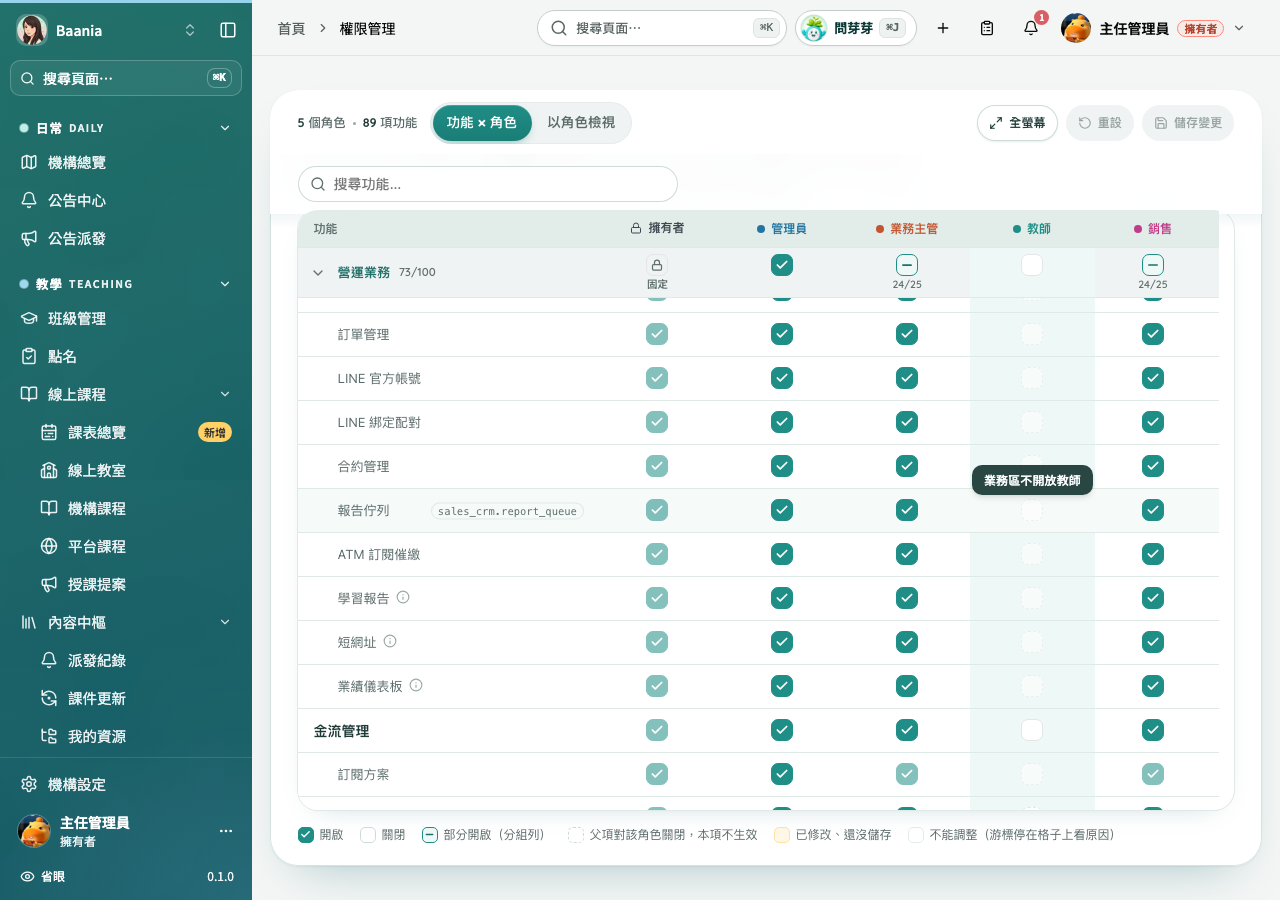 Baania
搜尋頁面… ⌘K
日常 DAILY
機構總覽
公告中心
公告派發
教學 TEACHING
班級管理
點名
線上課程
課表總覽 新增
線上教室
機構課程
平台課程
授課提案
內容中樞
派發紀錄
課件更新
我的資源
機構設定
主任管理員
擁有者
省眼 0.1.0
首頁 > 權限管理
搜尋頁面… ⌘K
問芽芽 ⌘J
1
主任管理員 擁有者
5 個角色 • 89 項功能
功能 × 角色 以角色檢視
全螢幕 重設 儲存變更
搜尋功能...
功能 擁有者 管理員 業務主管 教師 銷售
營運業務 73/100 固定 24/25 24/25
訂單管理
LINE 官方帳號
LINE 綁定配對
合約管理
業務區不開放教師
報告佇列 sales_crm.report_queue
ATM 訂閱催繳
學習報告
短網址
業績儀表板
金流管理
訂閱方案
開啟 關閉 部分開啟（分組列） 父項對該角色關閉，本項不生效 已修改、還沒儲存 不能調整（游標停在格子上看原因）